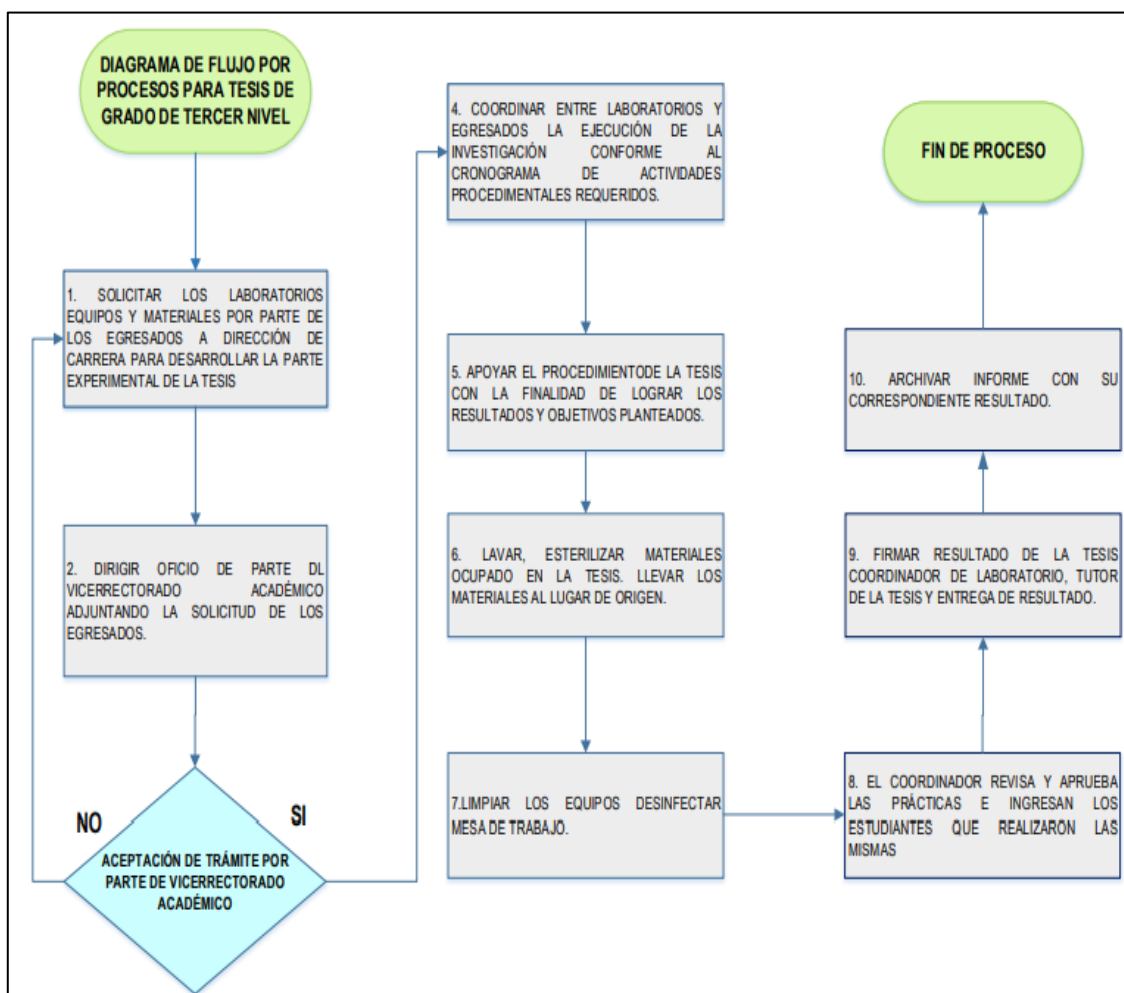 DIAGRAMA DE FLUJO POR
PROCESOS PARA TESIS DE
GRADO DE TERCER NIVEL
1. SOLICITAR LOS LABORATORIOS
EQUIPOS Y MATERIALES POR PARTE DE
LOS EGRESADOS A DIRECCIÓN DE
CARRERA PARA DESARROLLAR LA PARTE
EXPERIMENTAL DE LA TESIS
2. DIRIGIR OFICIO DE PARTE DL
VICERRECTORADO ACADÉMICO
ADJUNTANDO LA SOLICITUD DE LOS
EGRESADOS.
NO
SI
ACEPTACIÓN DE TRÁMITE POR
PARTE DE VICERRECTORADO
ACADÉMICO
4. COORDINAR ENTRE LABORATORIOS Y
EGRESADOS LA EJECUCIÓN DE LA
INVESTIGACIÓN CONFORME AL
CRONOGRAMA DE ACTIVIDADES
PROCEDIMENTALES REQUERIDOS.
5. APOYAR EL PROCEDIMIENTODE LA TESIS
CON LA FINALIDAD DE LOGRAR LOS
RESULTADOS Y OBJETIVOS PLANTEADOS.
6. LAVAR, ESTERILIZAR MATERIALES
OCUPADO EN LA TESIS. LLEVAR LOS
MATERIALES AL LUGAR DE ORIGEN.
7.LIMPIAR LOS EQUIPOS DESINFECTAR
MESA DE TRABAJO.
8. EL COORDINADOR REVISA Y APRUEBA
LAS PRÁCTICAS E INGRESAN LOS
ESTUDIANTES QUE REALIZARON LAS
MISMAS
9. FIRMAR RESULTADO DE LA TESIS
COORDINADOR DE LABORATORIO, TUTOR
DE LA TESIS Y ENTREGA DE RESULTADO.
10. ARCHIVAR INFORME CON SU
CORRESPONDIENTE RESULTADO.
FIN DE PROCESO